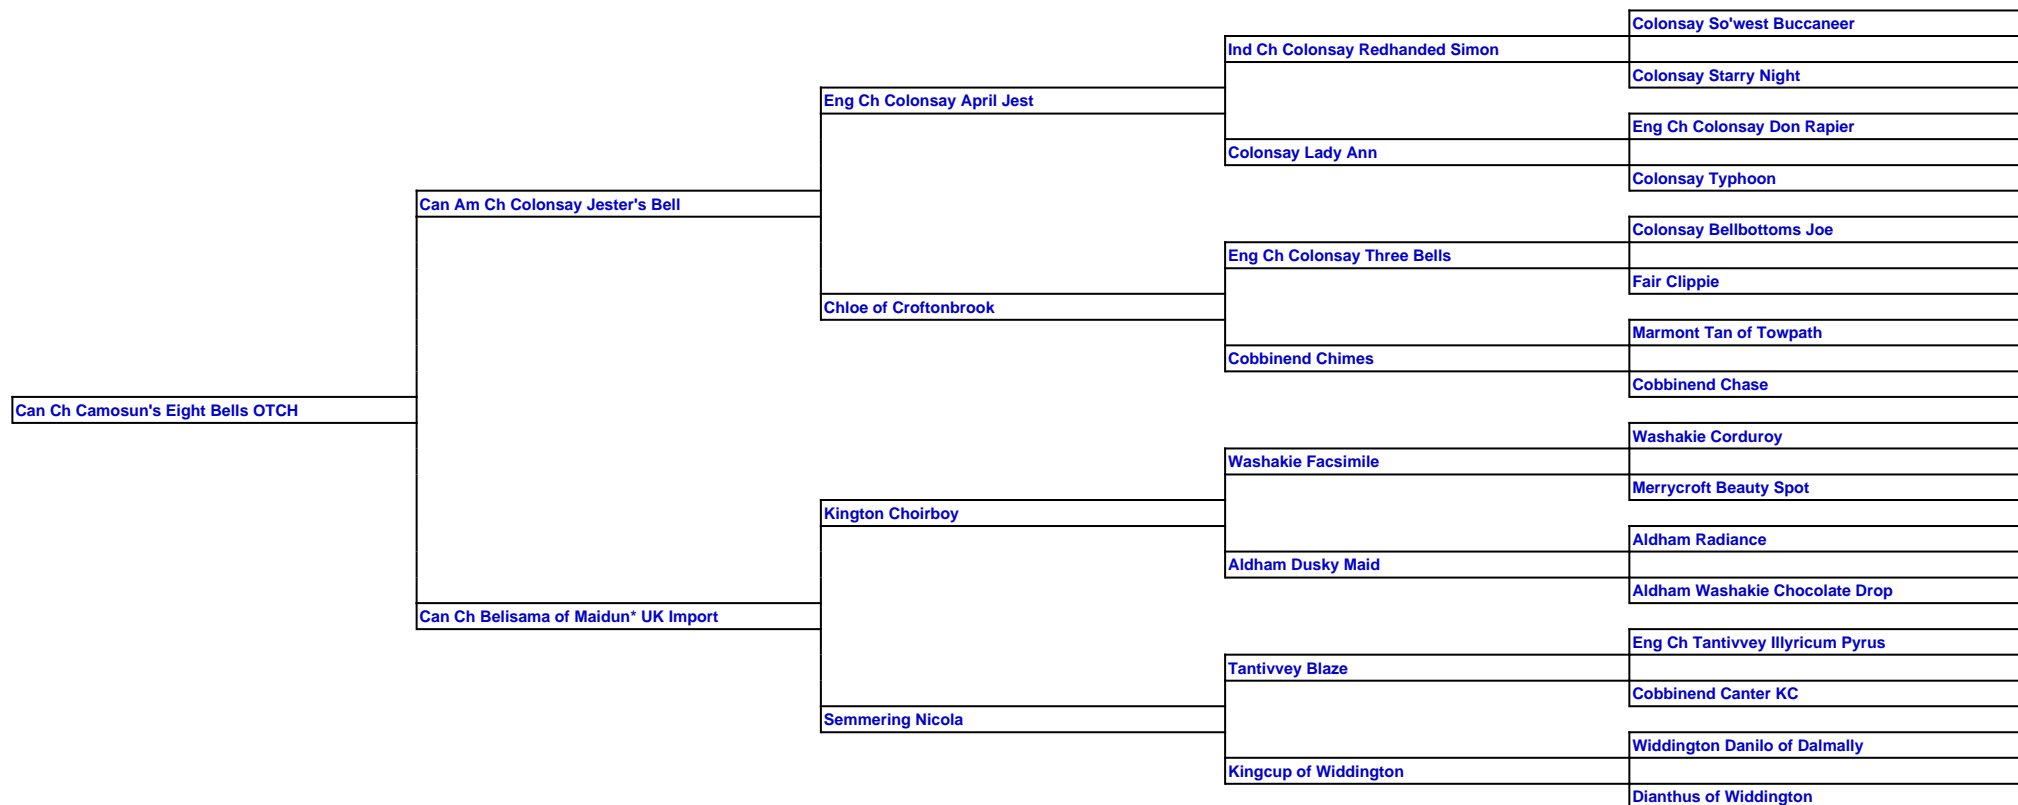 Colonsay So'west Buccaneer
Ind Ch Colonsay Redhanded Simon
Colonsay Starry Night
Eng Ch Colonsay April Jest
Eng Ch Colonsay Don Rapier
Colonsay Lady Ann
Colonsay Typhoon
Can Am Ch Colonsay Jester's Bell
Colonsay Bellbottoms Joe
Eng Ch Colonsay Three Bells
Fair Clippie
Chloe of Croftonbrook
Marmont Tan of Towpath
Cobbinend Chimes
Cobbinend Chase
Can Ch Camosun's Eight Bells OTCH
Washakie Corduroy
Washakie Facsimile
Merrycroft Beauty Spot
Kington Choirboy
Aldham Radiance
Aldham Dusky Maid
Aldham Washakie Chocolate Drop
Can Ch Belisama of Maidun* UK Import
Eng Ch Tantivvey Illyricum Pyrus
Tantivvey Blaze
Cobbinend Canter KC
Semmering Nicola
Widdington Danilo of Dalmally
Kingcup of Widdington
Dianthus of Widdington